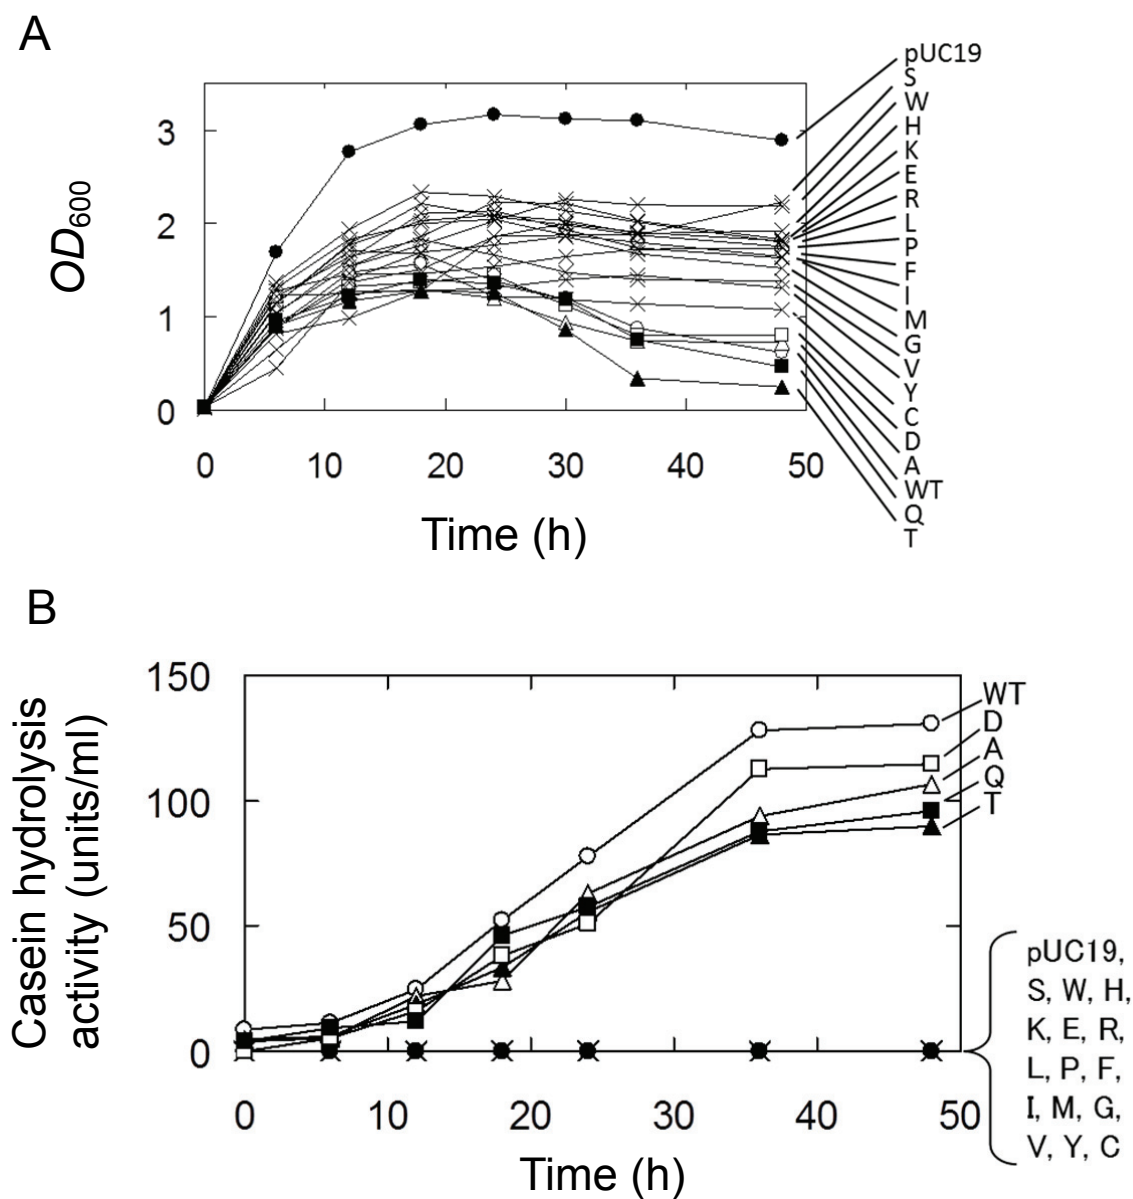 A
OD600
3
2
1
0
0 10 20 30 40 50
Time (h)
pUC19
S
W
H
K
E
R
L
P
F
I
M
G
V
Y
C
D
A
WT
Q
T
B
Casein hydrolysis
activity (units/ml)
150
100
50
0
0 10 20 30 40 50
Time (h)
WT
D
A
Q
T
pUC19,
S, W, H,
K, E, R,
L, P, F,
I, M, G,
V, Y, C